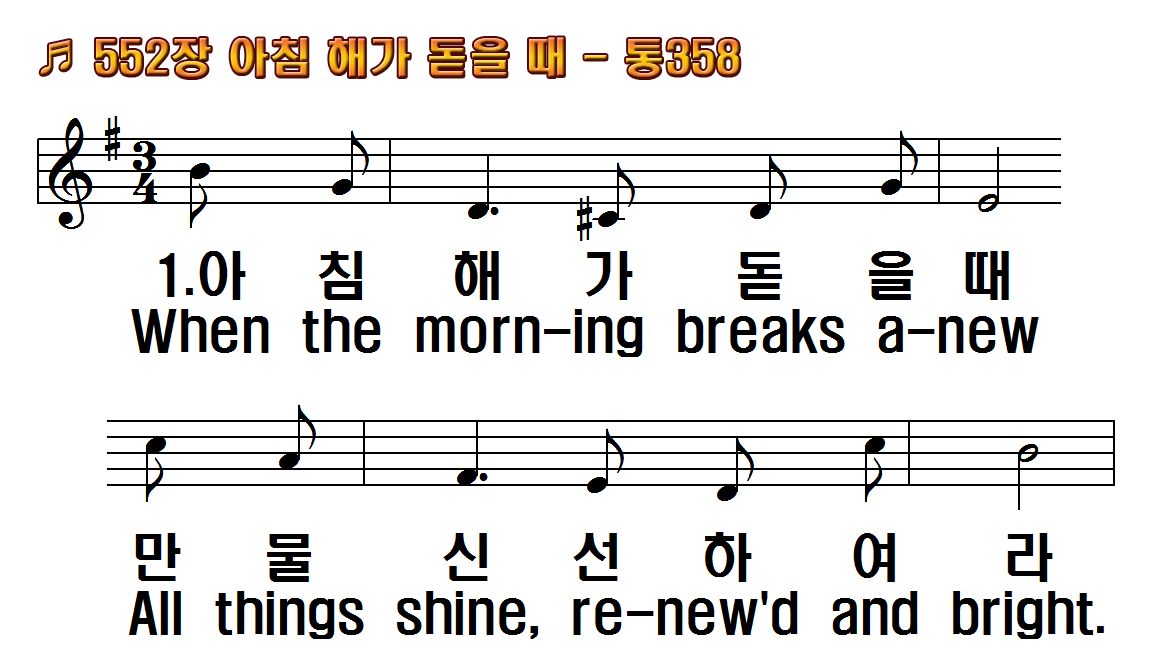 ♬ 552장 아침 해가 돋을 때 - 통358
3
4
1.아 침 해 가 돋 을 때
When the morn-ing breaks a-new
만 물 신 선 하 여 라
All things shine, re-new'd and bright.